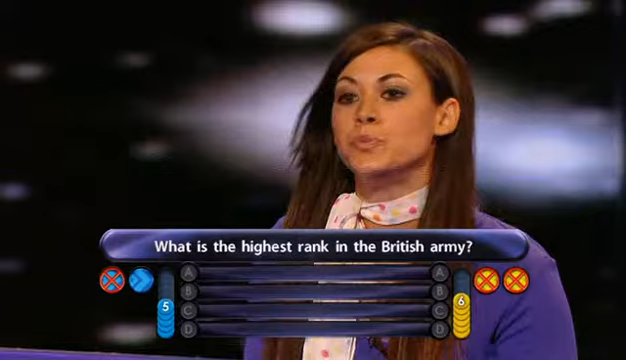 What is the highest rank in the British army?
A A
B B
5 C C 6
D D